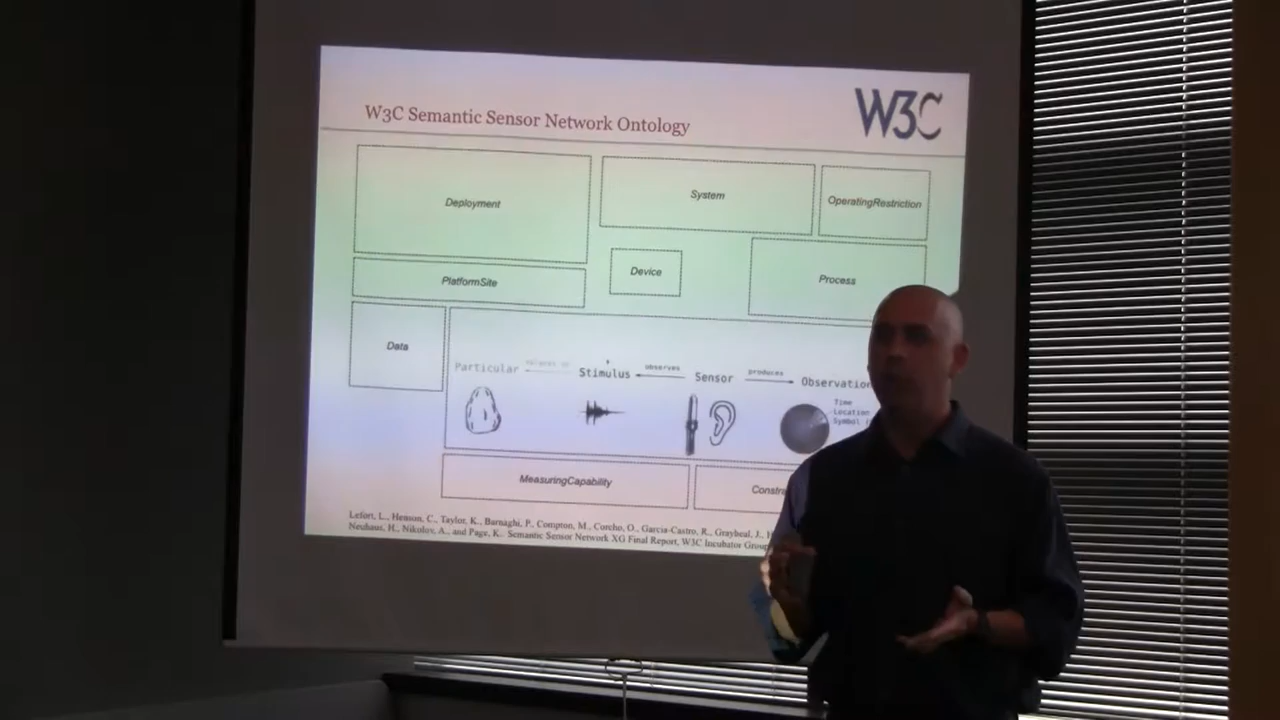 W3C
W3C Semantic Sensor Network Ontology
Deployment
System
OperatingRestriction
Device
Process
PlatformSite
Data
Particular
Stimulus
observes
Sensor
produces
Observation
Time
Location
Symbol
MeasuringCapability
Lefort, L., Henson, C., Taylor, K., Barnaghi, P., Compton, M., Corcho, O., Garcia-Castro, R., Graybeal, J.,
Neuhaus, H., Nikolov, A., and Page, K. Semantic Sensor Network XG Final Report, W3C Incubator Group